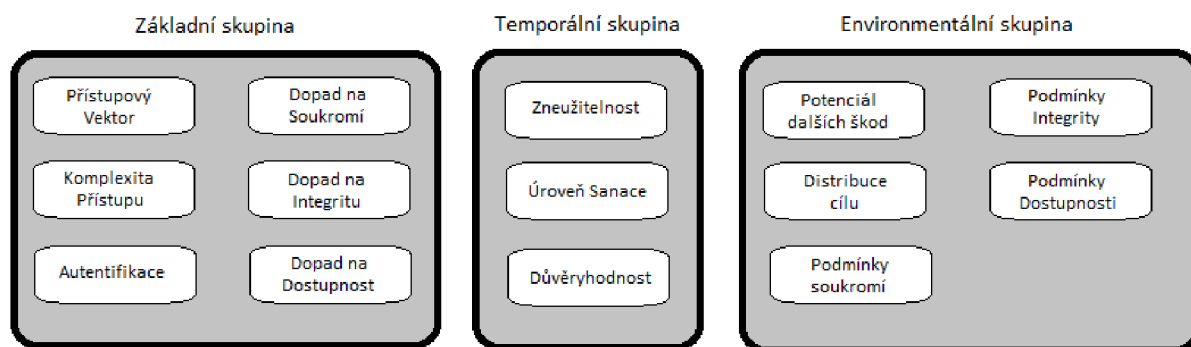 Základní skupina
Přístupový
Vektor
Dopad na
Soukromí
Komplexita
Přístupu
Dopad na
Integritu
Autentifikace
Dopad na
Dostupnost
Temporální skupina
Zneužitelnost
Úroveň Sanace
Důvěryhodnost
Environmentální skupina
Potenciál
dalších škod
Podmínky
Integrity
Distribuce
cílu
Podmínky
Dostupnosti
Podmínky
soukromí